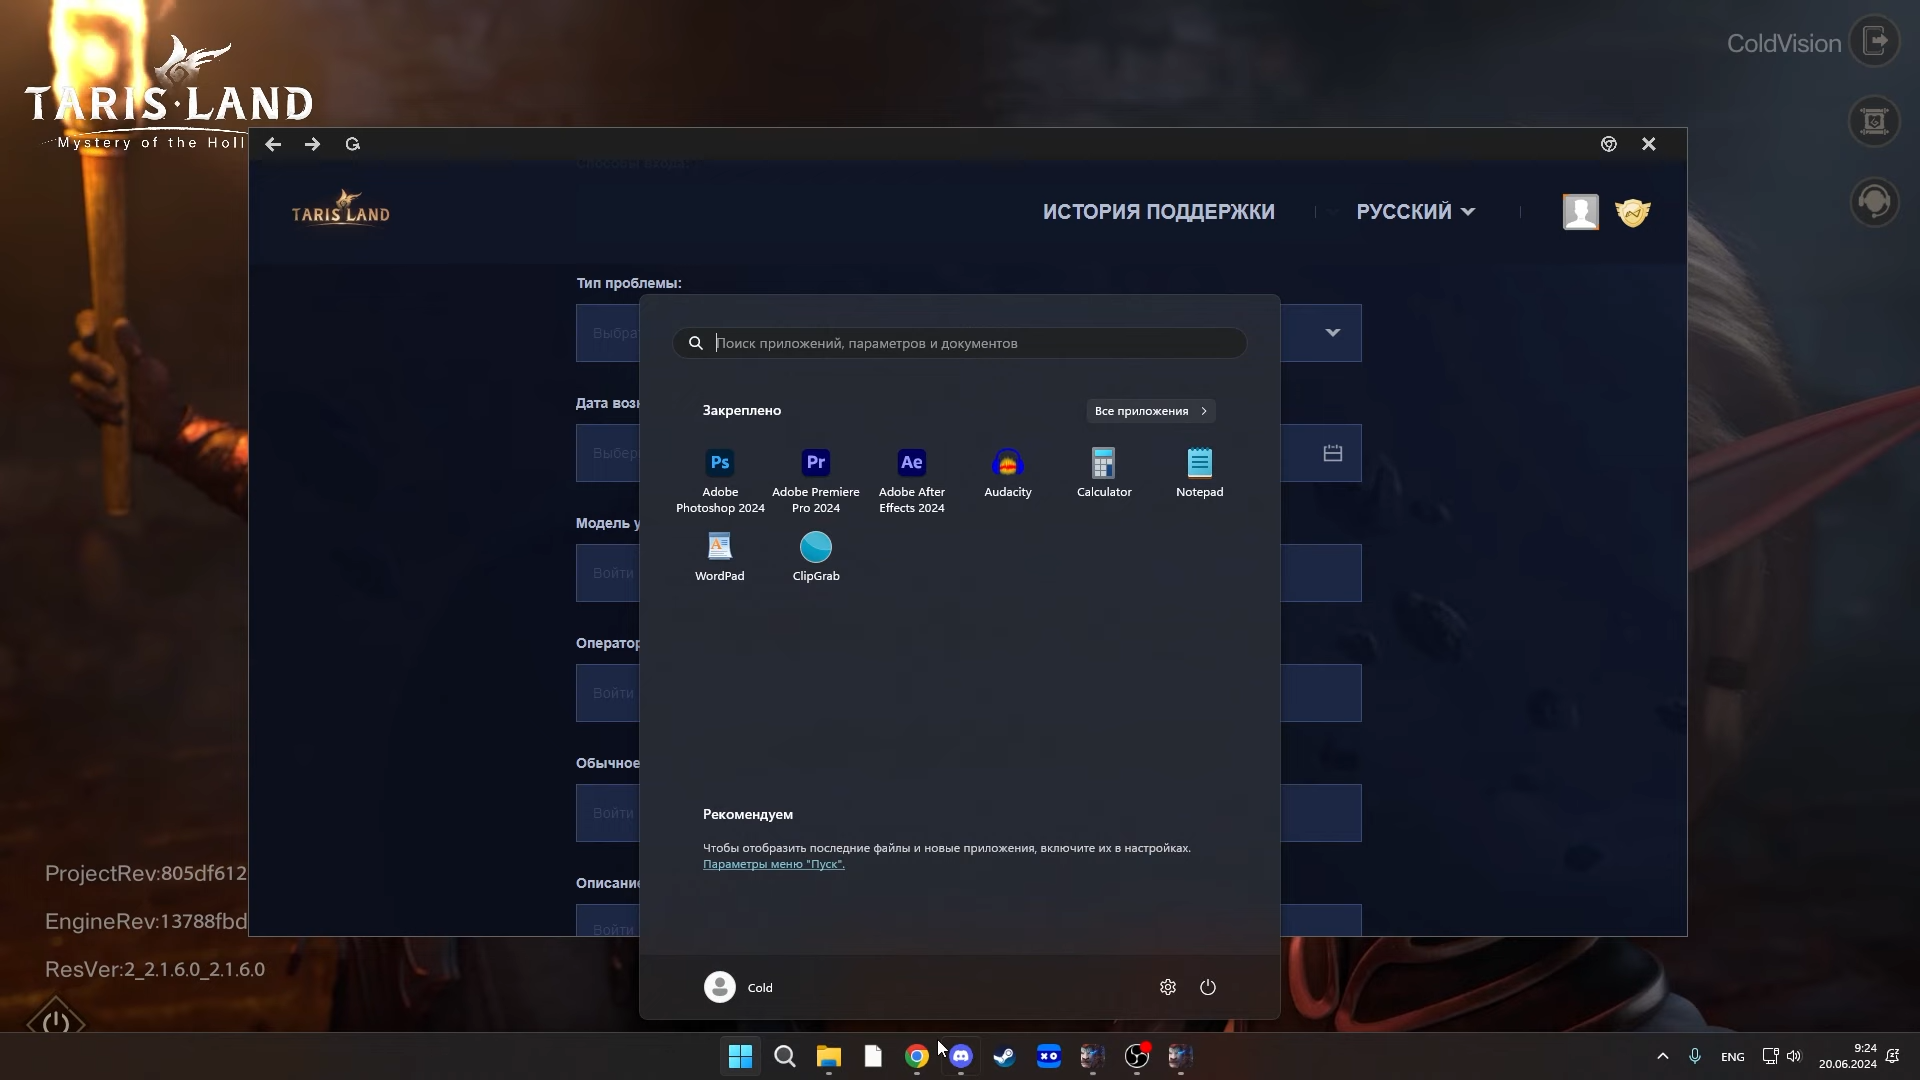 ColdVision
TARIS·LAND
Mystery of the Holl
TARIS LAND
ИСТОРИЯ ПОДДЕРЖКИ
РУССКИЙ
Тип проблемы:
Выбра
Поиск приложений, параметров и документов
Дата воз
Выбер
Закреплено
Все приложения
Ps
Pr
Ae
Adobe Photoshop 2024
Adobe Premiere Pro 2024
Adobe After Effects 2024
Audacity
Calculator
Notepad
Модель у
Войти
WordPad
ClipGrab
Оператор
Войти
Обычное
Войти
Рекомендуем
Чтобы отобразить последние файлы и новые приложения, включите их в настройках.
Параметры меню "Пуск".
Описание
Войти
ProjectRev:805df612
EngineRev:13788fbd
ResVer:2_2.1.6.0_2.1.6.0
Cold
XO
ENG
9:24
20.06.2024